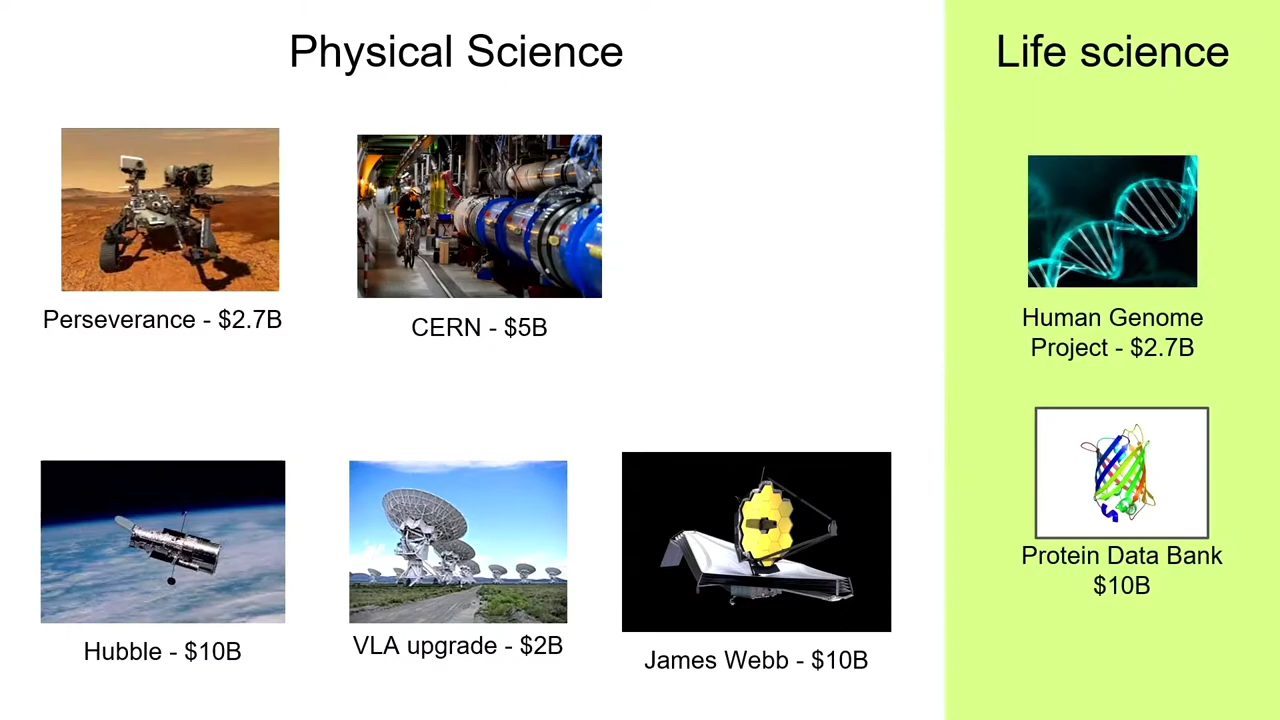 Physical Science
Life science
Perseverance - $2.7B
CERN - $5B
Human Genome
Project - $2.7B
Hubble - $10B
VLA upgrade - $2B
James Webb - $10B
Protein Data Bank
$10B